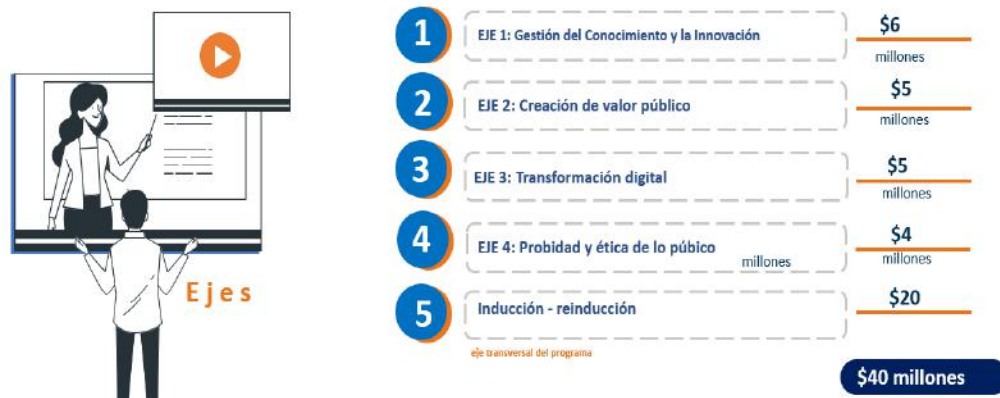 1
EJE 1: Gestión del Conocimiento y la Innovación
$6
millones
2
EJE 2: Creación de valor público
$5
millones
3
EJE 3: Transformación digital
$5
millones
4
EJE 4: Probidad y ética de lo púbico
millones
$4
millones
Ejes
5
Inducción - reinducción
$20
eje transversal del programa
$40 millones